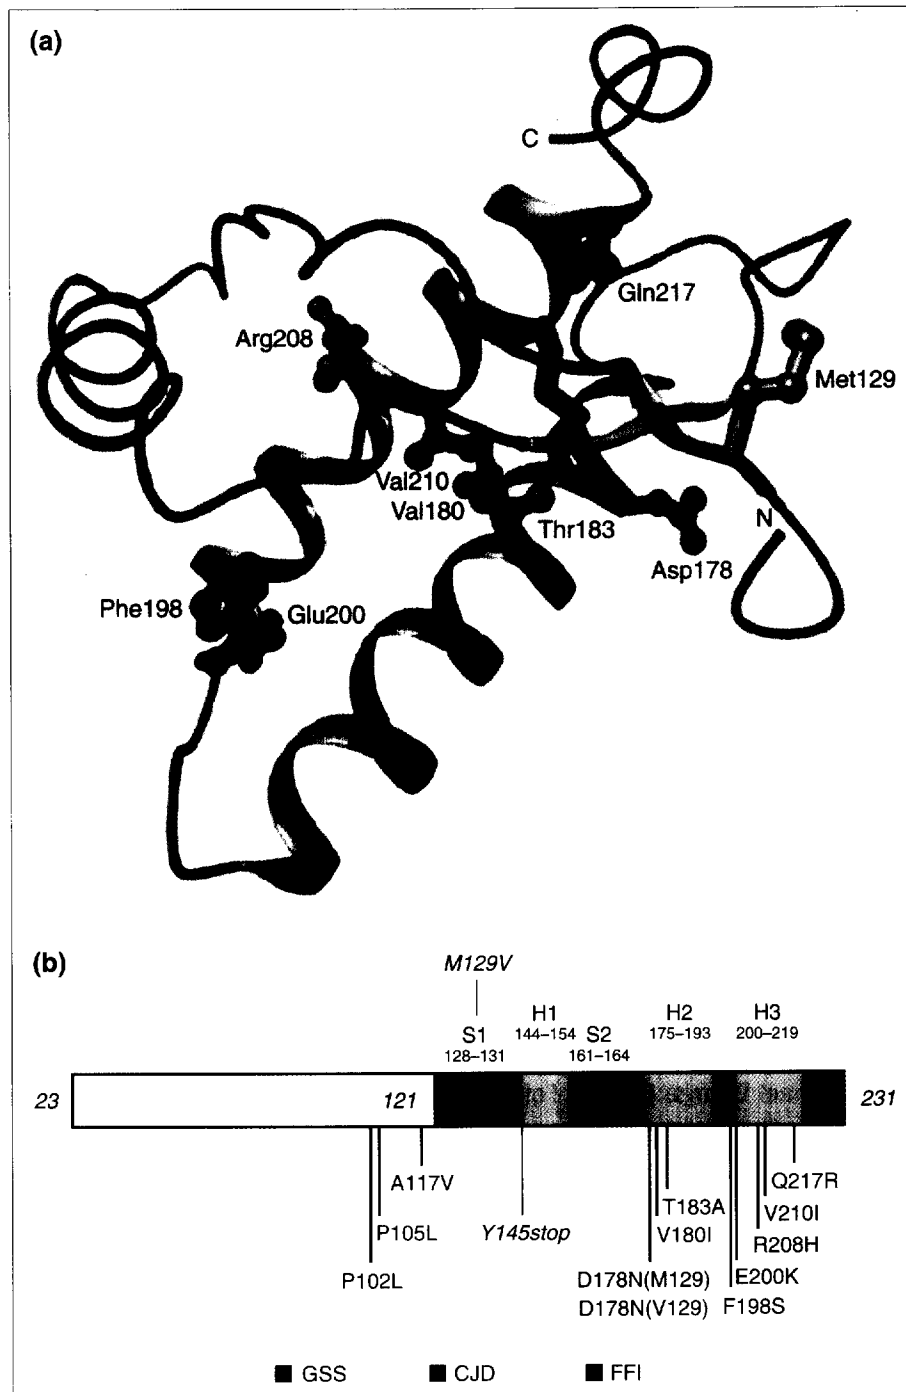 (a)
C
Gln217
Arg208
Met129
Val210
Val180
N
Thr183
Asp178
Phe198
Glu200
(b)
M129V
H1
H2
H3
S1
144–154
S2
175–193
200–219
128–131
161–164
23
121
231
A117V
Q217R
T183A
P105L
Y145stop
V180I
V210I
R208H
P102L
D178N(M129)
E200K
D178N(V129)
F198S
GSS
CJD
FFI